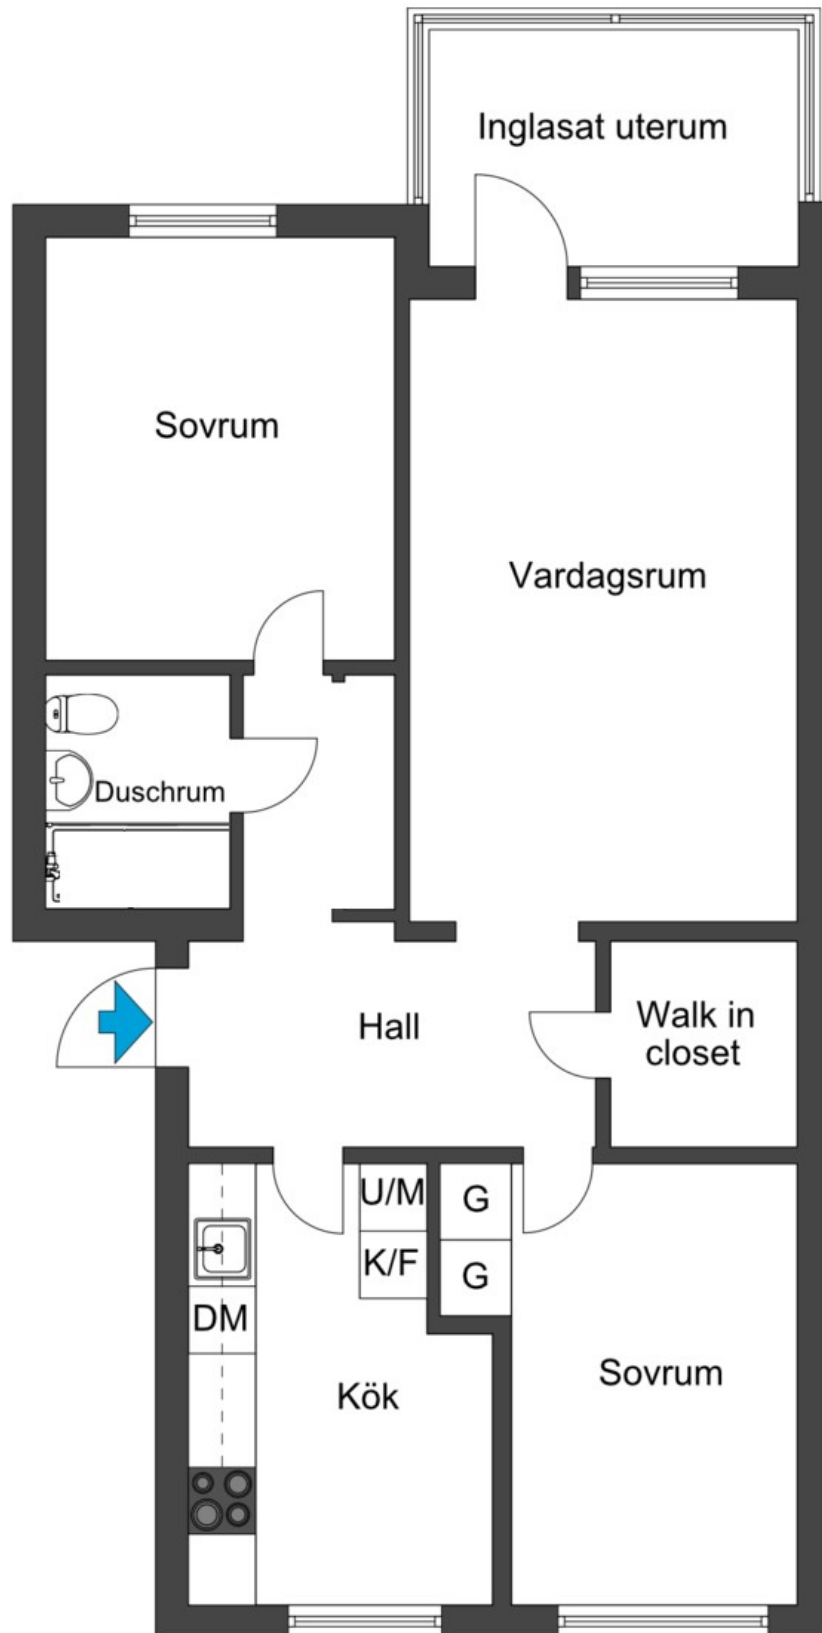 Inglasat uterum
Sovrum
Vardagsrum
Duschrum
Hall
Walk in
closet
U/M
G
K/F
G
DM
Sovrum
Kök